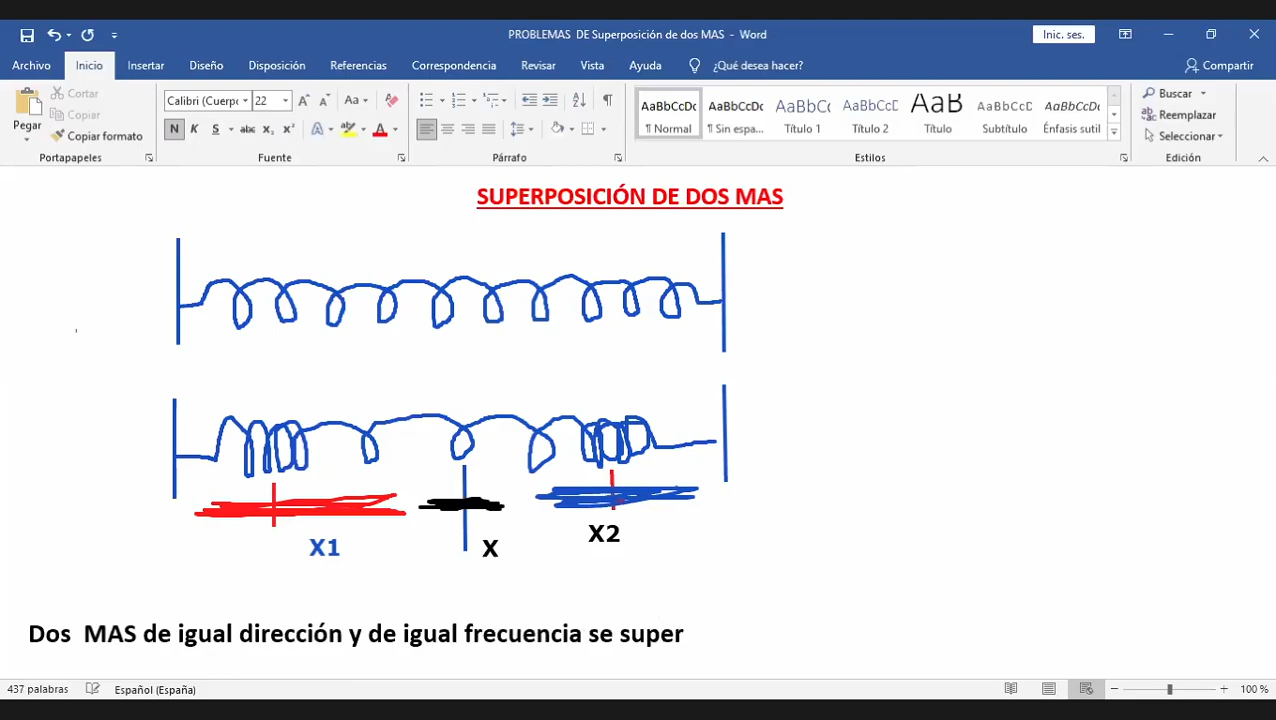 PROBLEMAS DE Superposición de dos MAS - Word
Inic. ses.
Archivo Inicio Insertar Diseño Disposición Referencias Correspondencia Revisar Vista Ayuda ¿Qué desea hacer? Compartir
Pegar
Cortar
Copiar
Copiar formato
Portapapeles
Calibri (Cuerpo 22
N K S abc x₂ x²
Fuente
Párrafo
AaBbCcDc AaBbCcDc AaBbCc AaBbCcD AaB AaBbCcD AaBbCcDc
¶ Normal ¶ Sin espa... Título 1 Título 2 Título Subtítulo Énfasis sutil
Estilos
Buscar
Reemplazar
Seleccionar
Edición
SUPERPOSICIÓN DE DOS MAS
X1 X X2
Dos MAS de igual dirección y de igual frecuencia se super
437 palabras Español (España) 100 %